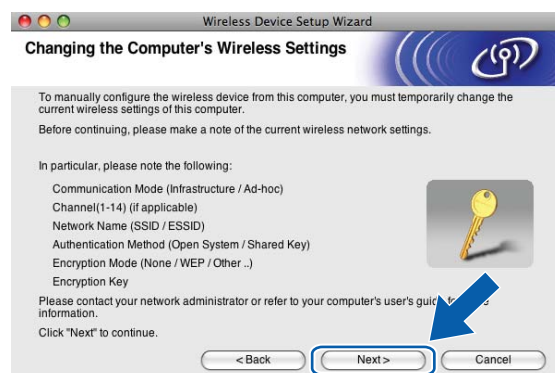 Wireless Device Setup Wizard
Changing the Computer's Wireless Settings
To manually configure the wireless device from this computer, you must temporarily change the
current wireless settings of this computer.
Before continuing, please make a note of the current wireless network settings.
In particular, please note the following:
Communication Mode (Infrastructure / Ad-hoc)
Channel(1-14) (if applicable)
Network Name (SSID / ESSID)
Authentication Method (Open System / Shared Key)
Encryption Mode (None / WEP / Other ..)
Encryption Key
Please contact your network administrator or refer to your computer's user's
information.
Click "Next" to continue.
< Back Next > Cancel